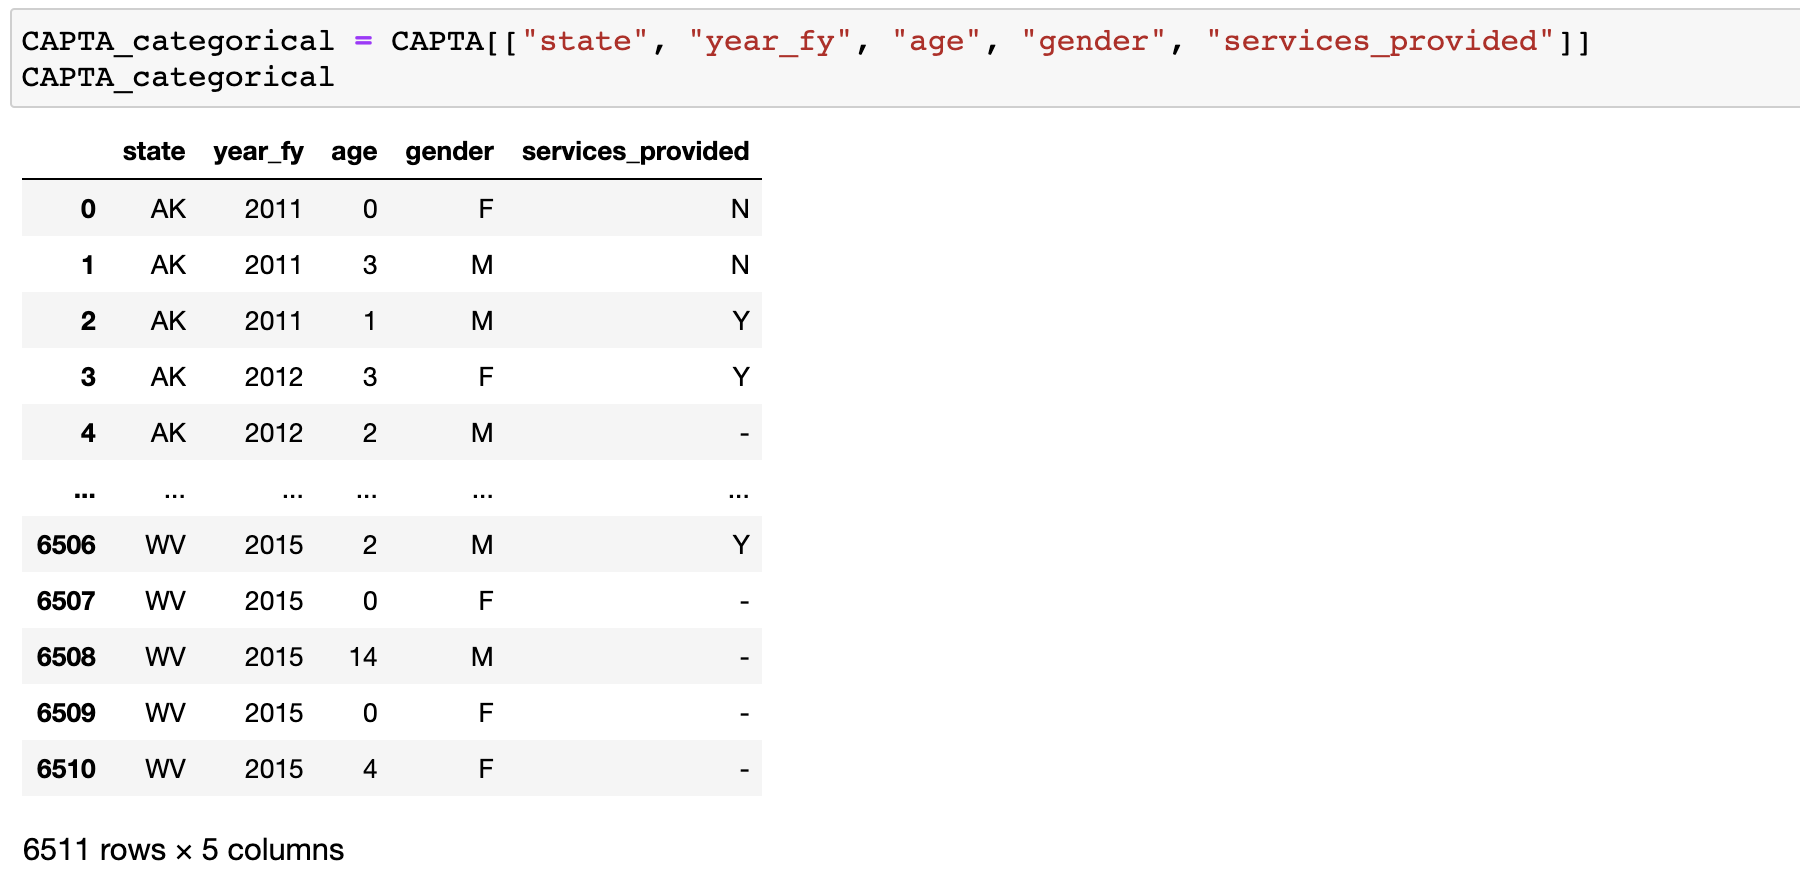 CAPTA_categorical = CAPTA[["state", "year_fy", "age", "gender", "services_provided"]]
CAPTA_categorical
state year_fy age gender services_provided
0 AK 2011 0 F N
1 AK 2011 3 M N
2 AK 2011 1 M Y
3 AK 2012 3 F Y
4 AK 2012 2 M -
... ... ... ... ... ...
6506 WV 2015 2 M Y
6507 WV 2015 0 F -
6508 WV 2015 14 M -
6509 WV 2015 0 F -
6510 WV 2015 4 F -
6511 rows × 5 columns